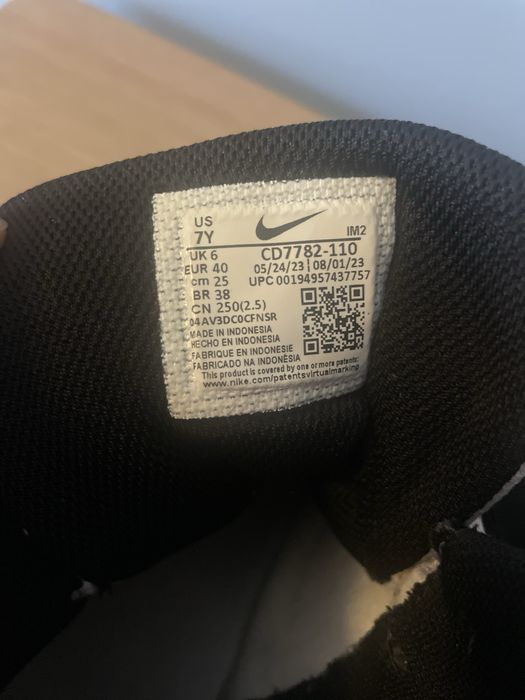 US
7Y
IM2
UK 6
CD7782-110
EUR 40
05/24/23 | 08/01/23
cm 25
UPC 00194957437757
BR 38
CN 250(2.5)
04AV3DC0CFNSR
MADE IN INDONESIA
HECHO EN INDONESIA
FABRIQUE EN INDONESIE
FABRICADO NA INDONÉSIA
This product is covered by one or more patents:
www.nike.com/patentsvirtualmarking